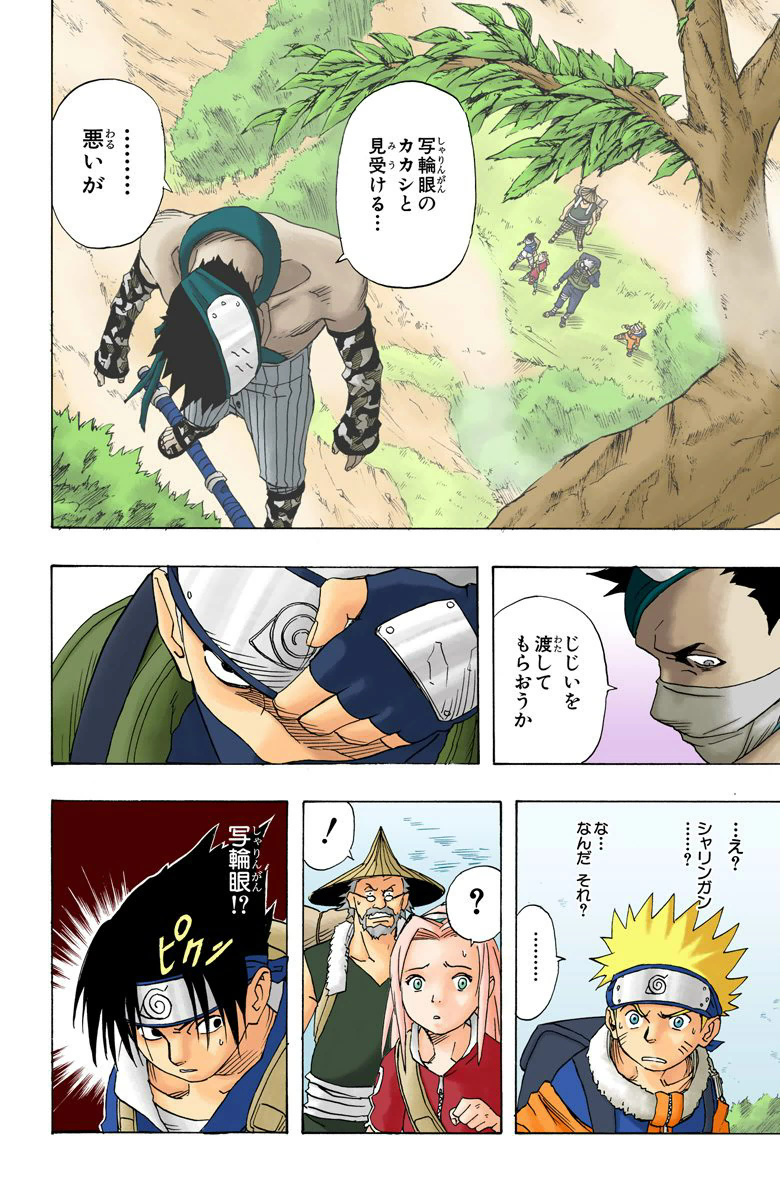 写輪眼の
カカシと
見受ける…
………
悪いが
じじいを
渡して
もらおうか
…え?
シャリンガン
……?
な…
なんだ それ?
………
?
!
写輪眼!?
ピクン